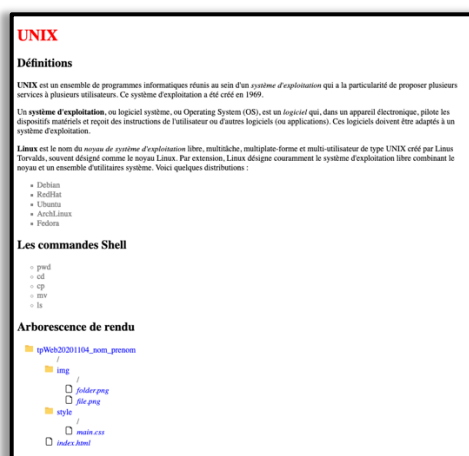 UNIX
Définitions
UNIX est un ensemble de programmes informatiques réunis au sein d'un système d'exploitation qui a la particularité de proposer plusieurs
services à plusieurs utilisateurs. Ce système d'exploitation a été créé en 1969.
Un système d'exploitation, ou logiciel système, ou Operating System (OS), est un logiciel qui, dans un appareil électronique, pilote les
dispositifs matériels et reçoit des instructions de l'utilisateur ou d'autres logiciels (ou applications). Ces logiciels doivent être adaptés à un
système d'exploitation.
Linux est le nom du noyau de système d'exploitation libre, multitâche, multiplate-forme et multi-utilisateur de type UNIX créé par Linus
Torvalds, souvent désigné comme le noyau Linux. Par extension, Linux désigne couramment le système d'exploitation libre combinant le
noyau et un ensemble d'utilitaires système. Voici quelques distributions :
Debian
RedHat
Ubuntu
ArchLinux
Fedora
Les commandes Shell
pwd
cd
cp
mv
ls
Arborescence de rendu
tpWeb20201104_nom_prenom
/
img
/
folder.png
file.png
style
/
main.css
index.html